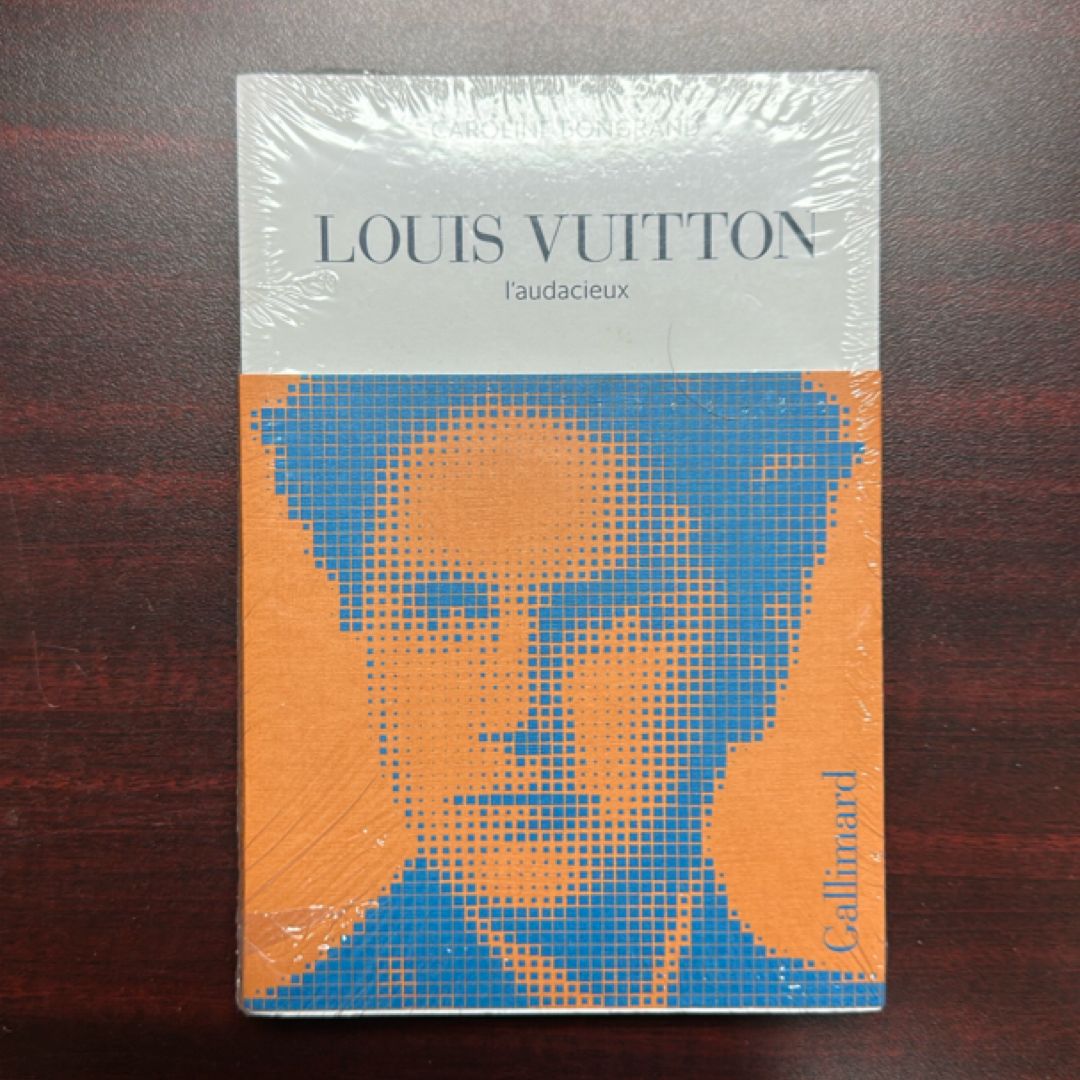 CAROLINE BONGRAND
LOUIS VUITTON
l'audacieux
Gallimard